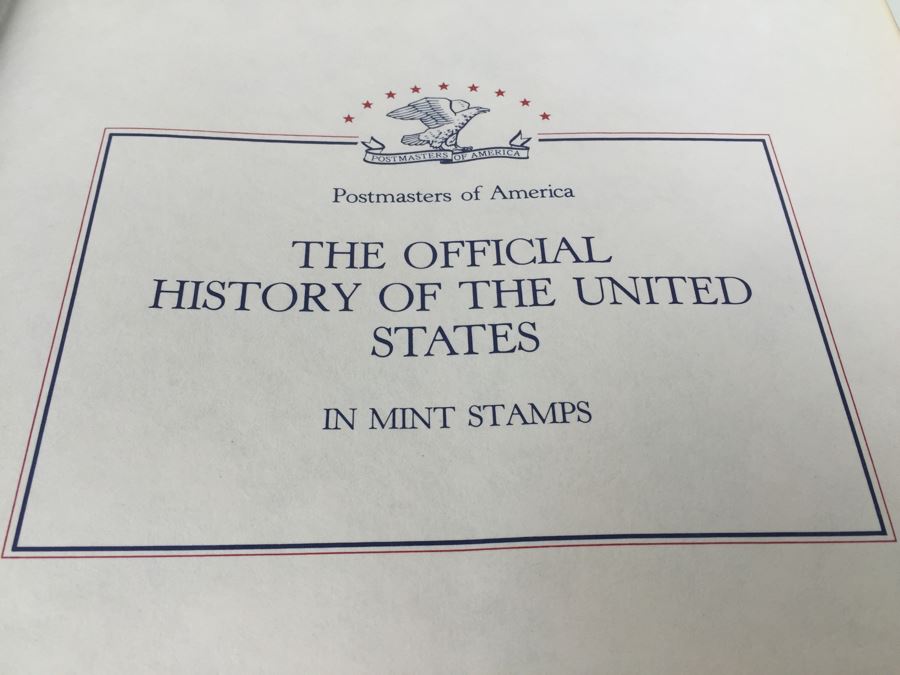 POSTMASTERS OF AMERICA
Postmasters of America
THE OFFICIAL
HISTORY OF THE UNITED
STATES
IN MINT STAMPS